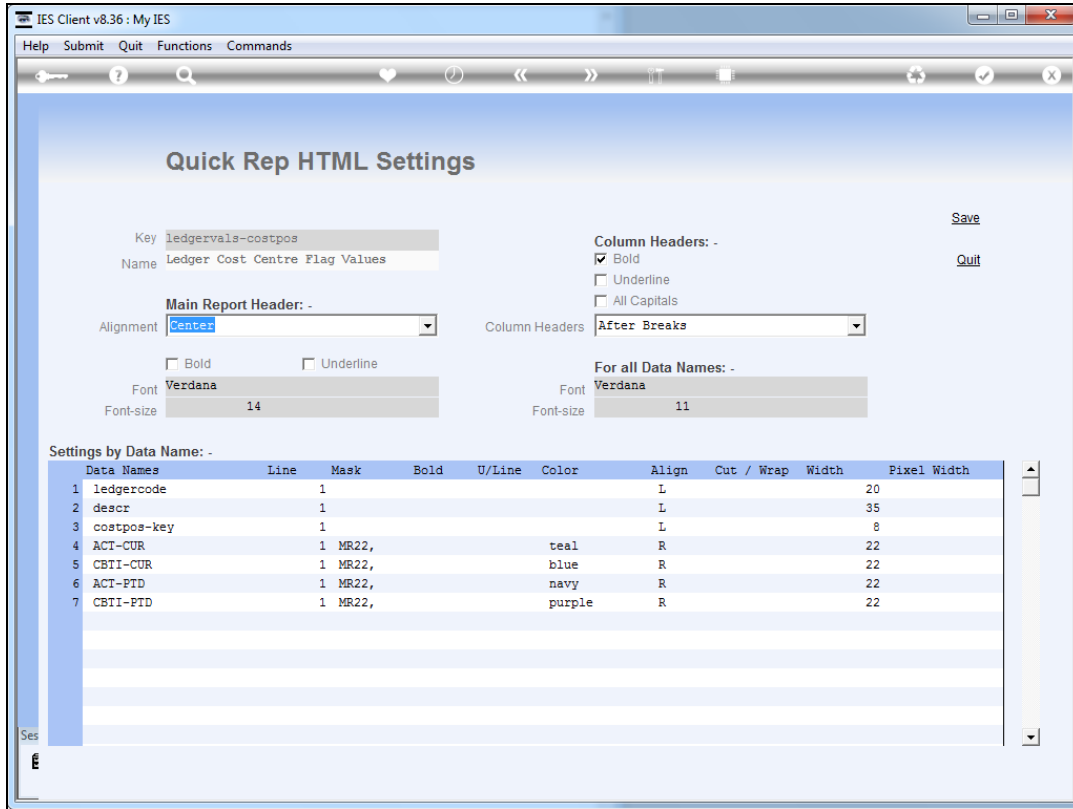 IES Client v8.36 : My IES
Help Submit Quit Functions Commands
Quick Rep HTML Settings
Save
Key ledgervals-costpos
Column Headers: -
Name Ledger Cost Centre Flag Values
Bold
Quit
Underline
Main Report Header: -
All Capitals
Alignment Center
Column Headers After Breaks
Bold Underline
For all Data Names: -
Font Verdana
Font Verdana
Font-size 14
Font-size 11
Settings by Data Name: -
Data Names Line Mask Bold U/Line Color Align Cut / Wrap Width Pixel Width
1 ledgercode 1 L 20
2 descr 1 L 35
3 costpos-key 1 L 8
4 ACT-CUR 1 MR22, teal R 22
5 CBTI-CUR 1 MR22, blue R 22
6 ACT-PTD 1 MR22, navy R 22
7 CBTI-PTD 1 MR22, purple R 22
Ses